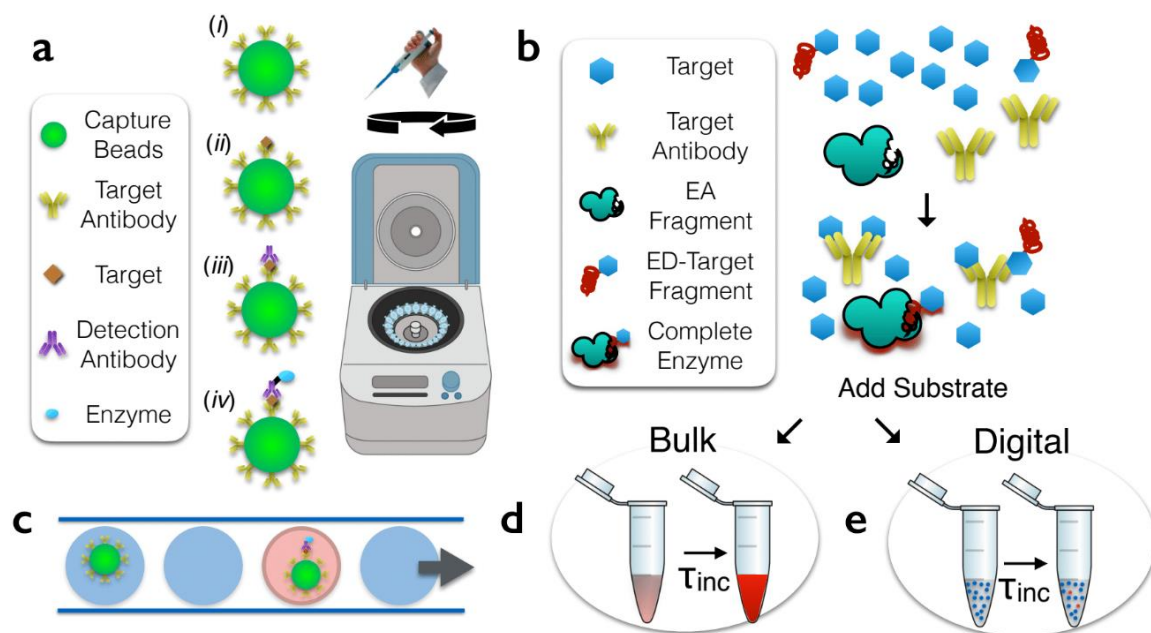 a
(i)
(ii)
(iii)
(iv)
Capture
Beads
Target
Antibody
Target
Detection
Antibody
Enzyme
b
Target
Target
Antibody
EA
Fragment
ED-Target
Fragment
Complete
Enzyme
Add Substrate
Bulk
Digital
c
d
τinc
e
τinc